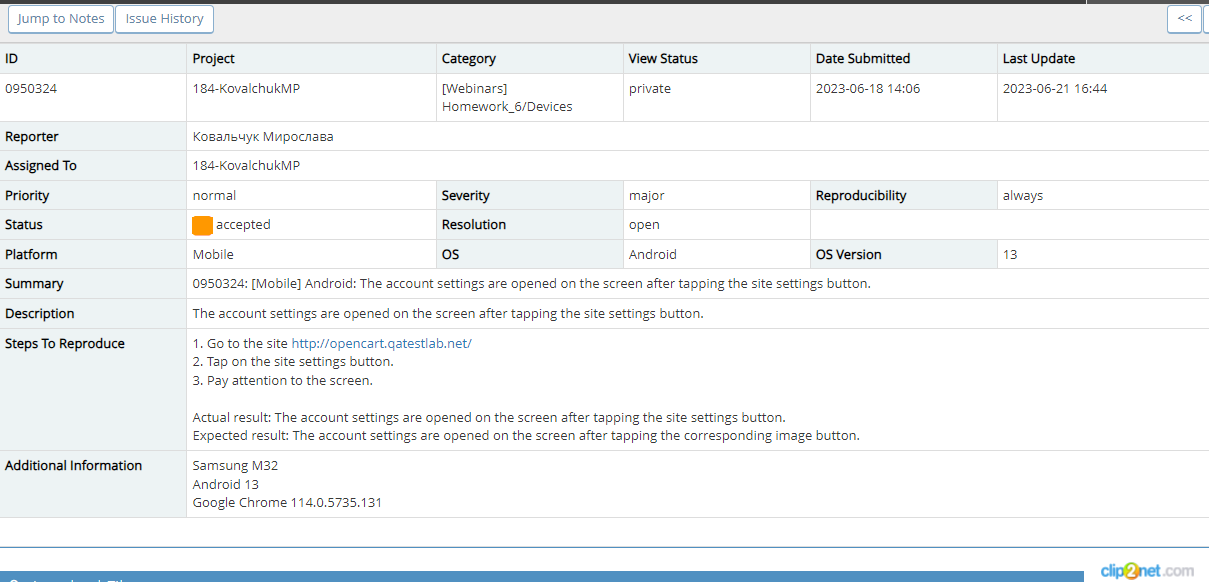 Jump to Notes Issue History <<
ID Project Category View Status Date Submitted Last Update
0950324 184-KovalchukMP [Webinars] private 2023-06-18 14:06 2023-06-21 16:44
Homework_6/Devices
Reporter Ковальчук Мирослава
Assigned To 184-KovalchukMP
Priority normal Severity major Reproducibility always
Status accepted Resolution open
Platform Mobile OS Android OS Version 13
Summary 0950324: [Mobile] Android: The account settings are opened on the screen after tapping the site settings button.
Description The account settings are opened on the screen after tapping the site settings button.
Steps To Reproduce 1. Go to the site http://opencart.qatestlab.net/
2. Tap on the site settings button.
3. Pay attention to the screen.
Actual result: The account settings are opened on the screen after tapping the site settings button.
Expected result: The account settings are opened on the screen after tapping the corresponding image button.
Additional Information Samsung M32
Android 13
Google Chrome 114.0.5735.131
clip2net.com